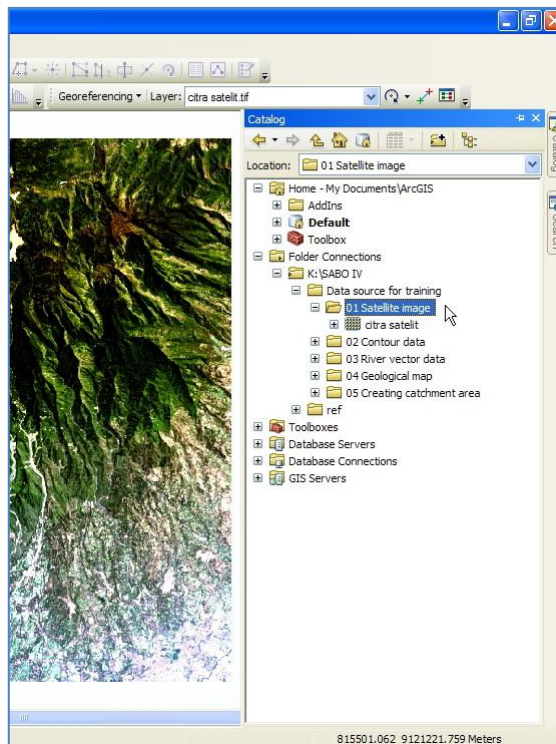 Georeferencing Layer: citra satelit.tif
Catalog
Location: 01 Satellite image
Home - My Documents\ArcGIS
AddIns
Default
Toolbox
Folder Connections
K:\SABO IV
Data source for training
01 Satellite image
citra satelit
02 Contour data
03 River vector data
04 Geological map
05 Creating catchment area
ref
Toolboxes
Database Servers
Database Connections
GIS Servers
Catalog
Search
815501.062 9121221.759 Meters